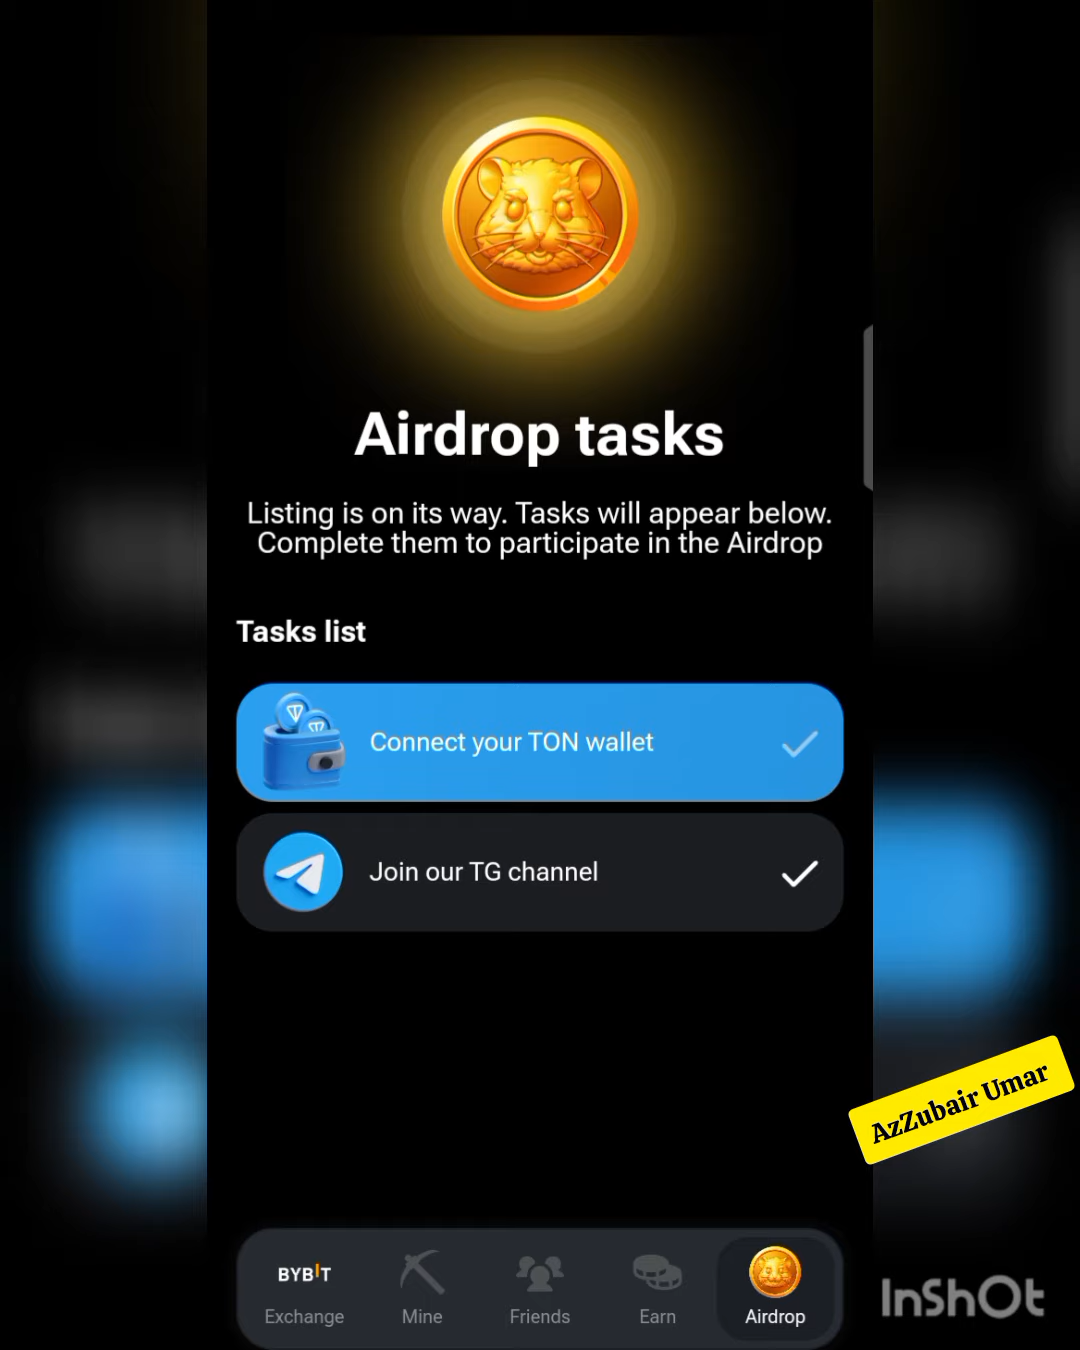 Airdrop tasks
Listing is on its way. Tasks will appear below.
Complete them to participate in the Airdrop
Tasks list
Connect your TON wallet
Join our TG channel
AzZubair Umar
BYBIT
Exchange
Mine
Friends
Earn
Airdrop
InShOt